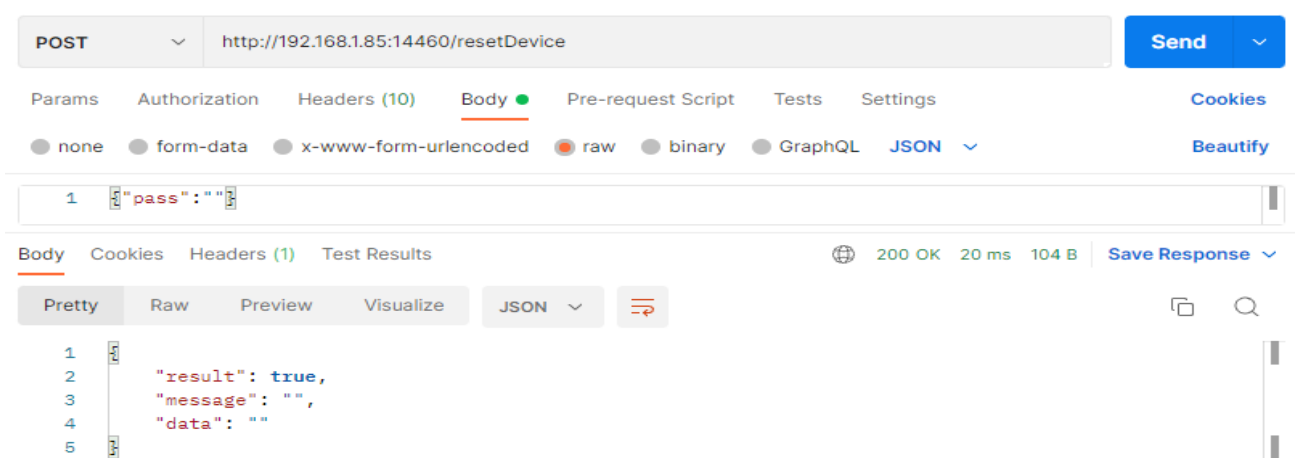 POST http://192.168.1.85:14460/resetDevice Send
Params Authorization Headers (10) Body Pre-request Script Tests Settings Cookies
none form-data x-www-form-urlencoded raw binary GraphQL JSON Beautify
1 {"pass":""}
Body Cookies Headers (1) Test Results 200 OK 20 ms 104 B Save Response
Pretty Raw Preview Visualize JSON
1 {
2 "result": true,
3 "message": "",
4 "data": ""
5 }